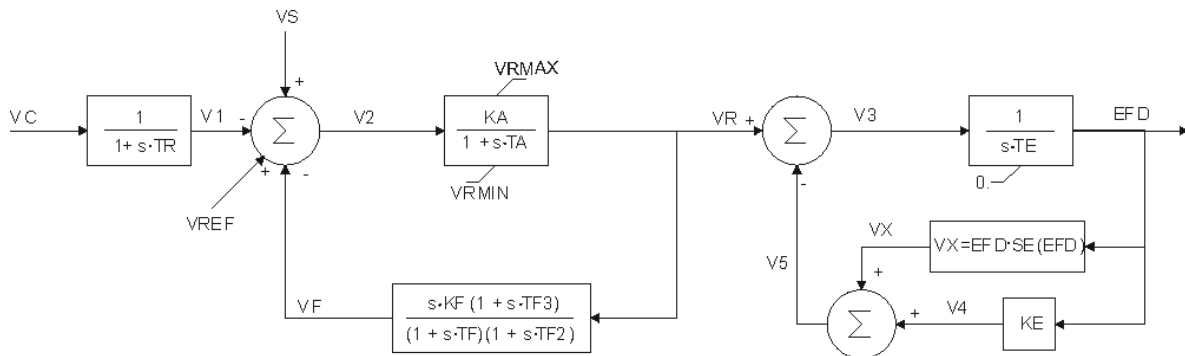 VS
VRMAX
VC
1
1+ s·TR
V1
-
+
Σ
+
-
V2
KA
1 + s·TA
VRMIN
VR
+
Σ
-
V3
1
s·TE
0.
EFD
VREF
VX
VX=EFD·SE(EFD)
V5
+
VF
s·KF (1 + s·TF3)
(1 + s·TF)(1 + s·TF2)
Σ
+
V4
KE